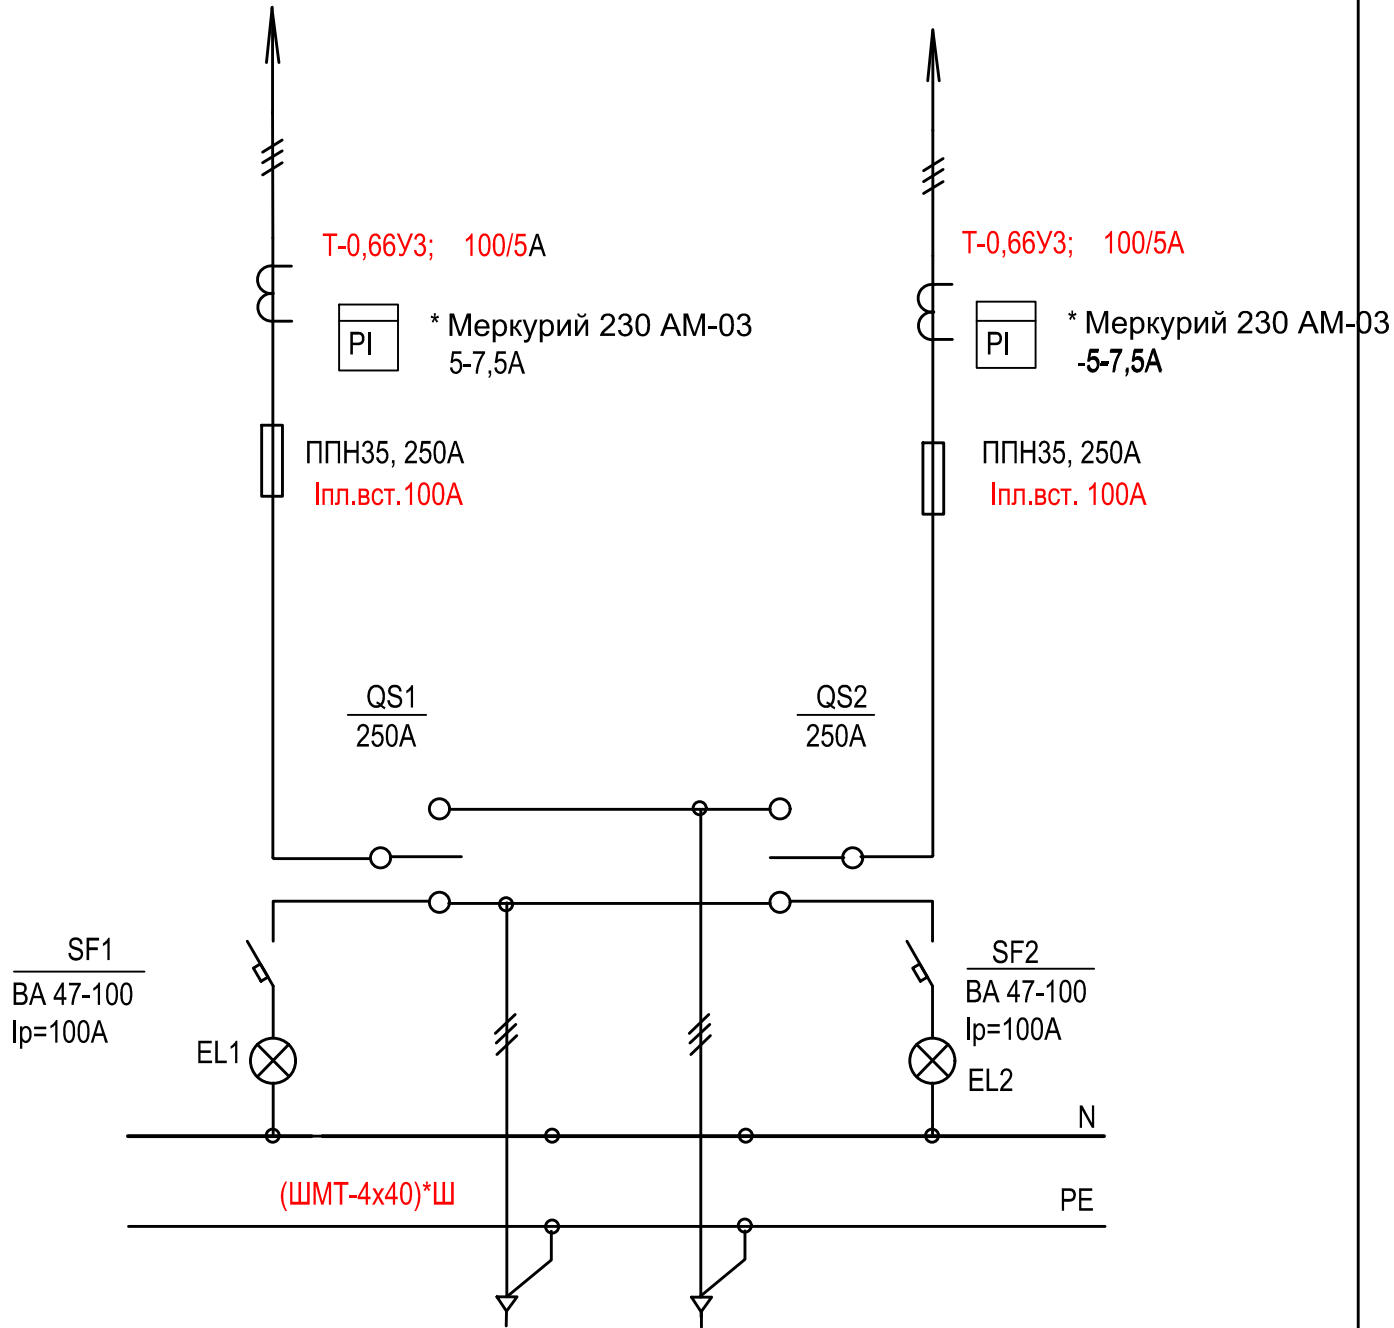 Т-0,66У3; 100/5А
Т-0,66У3; 100/5А
PI
* Меркурий 230 АМ-03
5-7,5А
PI
* Меркурий 230 АМ-03
-5-7,5А
ППН35, 250А
Iпл.вст.100А
ППН35, 250А
Iпл.вст. 100А
QS1
250А
QS2
250А
SF1
ВА 47-100
Ip=100А
EL1
SF2
ВА 47-100
Ip=100А
EL2
N
(ШМТ-4х40)*Ш
PE